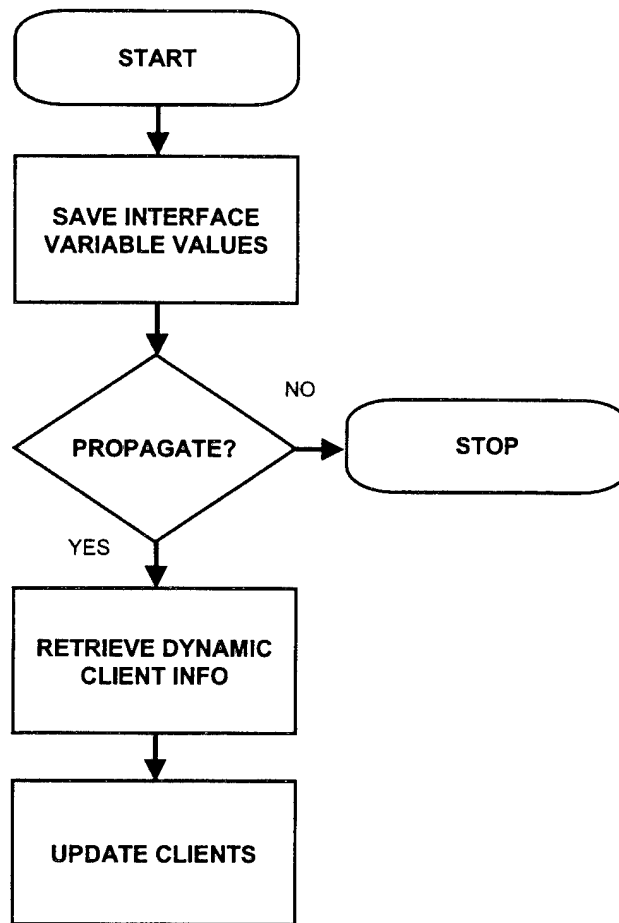 START
SAVE INTERFACE
VARIABLE VALUES
NO
PROPAGATE?
STOP
YES
RETRIEVE DYNAMIC
CLIENT INFO
UPDATE CLIENTS